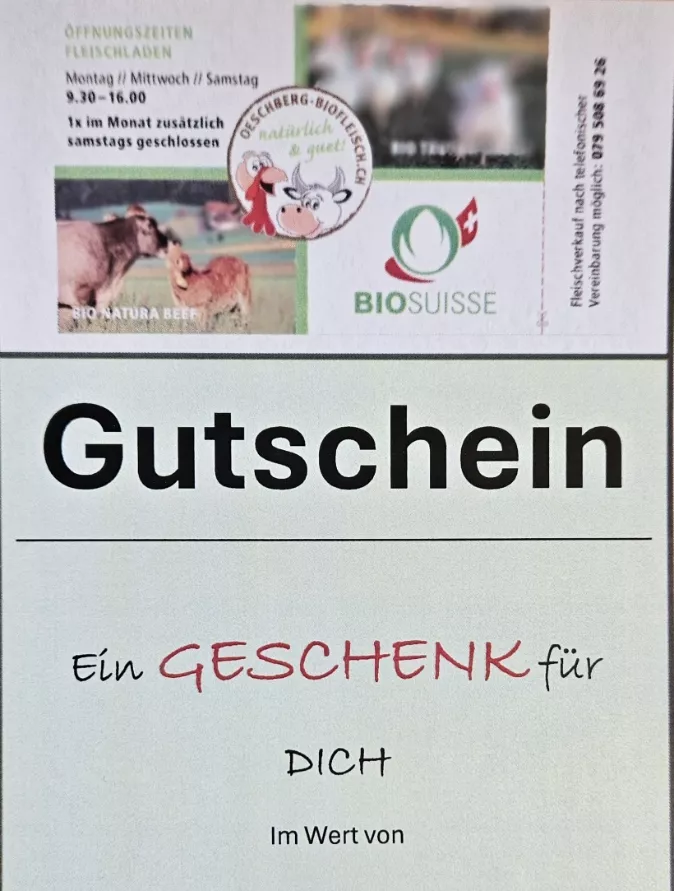 ÖFFNUNGSZEITEN
FLEISCHLADEN
Montag // Mittwoch // Samstag
9.30–16.00
1x im Monat zusätzlich
samstags geschlossen
OESCHBERG-BIOFLEISCH.CH
natürlich
& guet!
BIO
BIO NATURA BEEF
BIOSUISSE
Fleischverkauf nach telefonischer
Vereinbarung möglich: 079 508 69 26
Gutschein
Ein GESCHENK für
DICH
Im Wert von